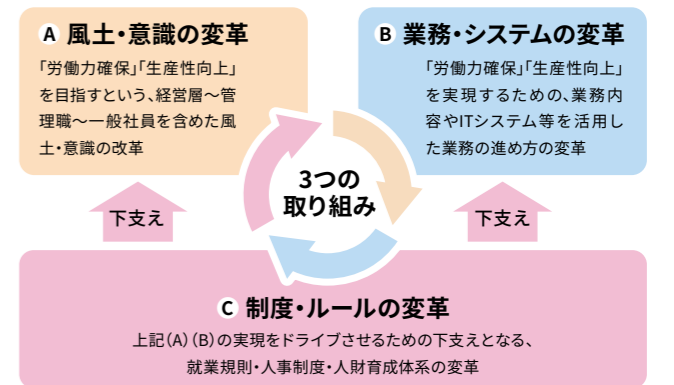 A 風土・意識の変革
「労働力確保」「生産性向上」
を目指すという、経営層～管
理職～一般社員を含めた風
土・意識の改革
B 業務・システムの変革
「労働力確保」「生産性向上」
を実現するための、業務内
容やITシステム等を活用し
た業務の進め方の変革
3つの
取り組み
下支え
下支え
C 制度・ルールの変革
上記（A）（B）の実現をドライブさせるための下支えとなる、
就業規則・人事制度・人財育成体系の変革